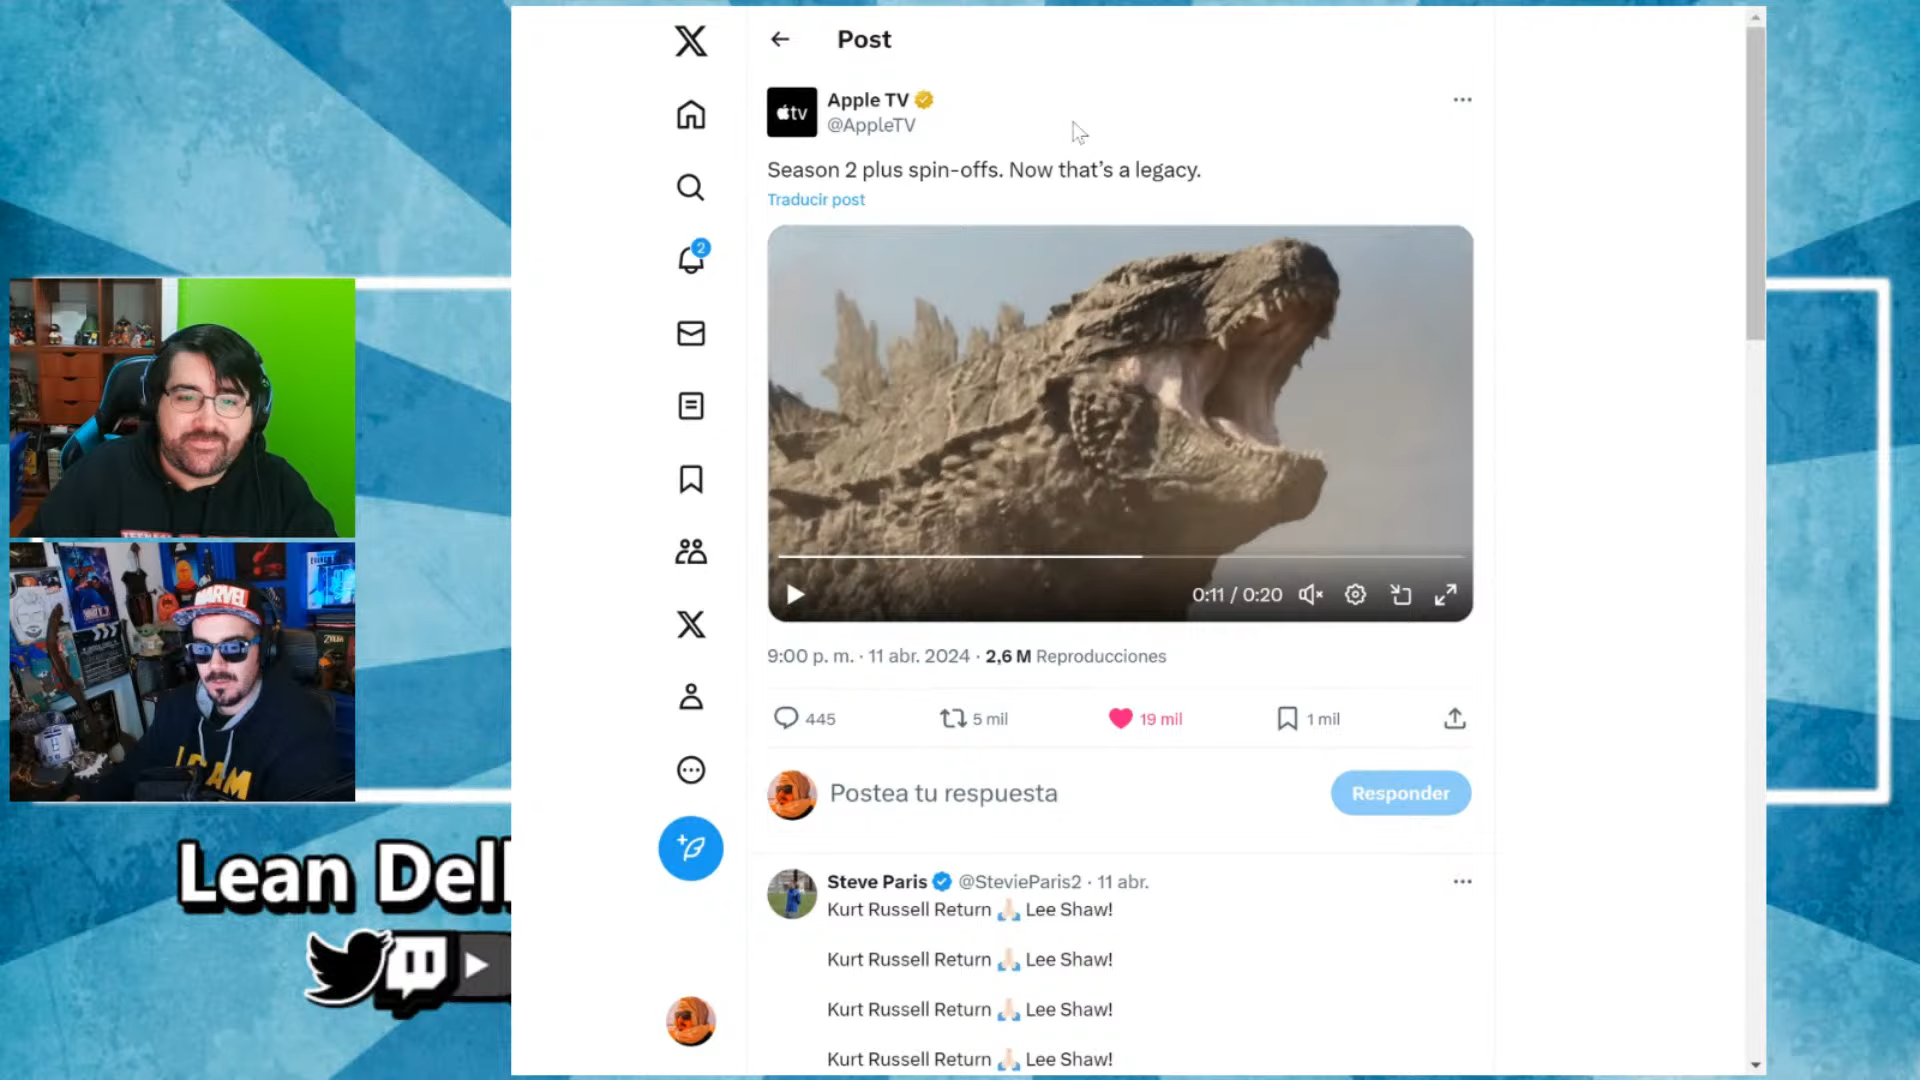 Post
tv
Apple TV
@AppleTV
Season 2 plus spin-offs. Now that's a legacy.
Traducir post
2
0:11 / 0:20
9:00 p. m. · 11 abr. 2024 · 2,6 M Reproducciones
445
5 mil
19 mil
1 mil
Postea tu respuesta
Responder
Steve Paris @StevieParis2 · 11 abr.
Kurt Russell Return 🙏🏻 Lee Shaw!
Kurt Russell Return 🙏🏻 Lee Shaw!
Kurt Russell Return 🙏🏻 Lee Shaw!
Kurt Russell Return 🙏🏻 Lee Shaw!
MARVEL
Lean Dell